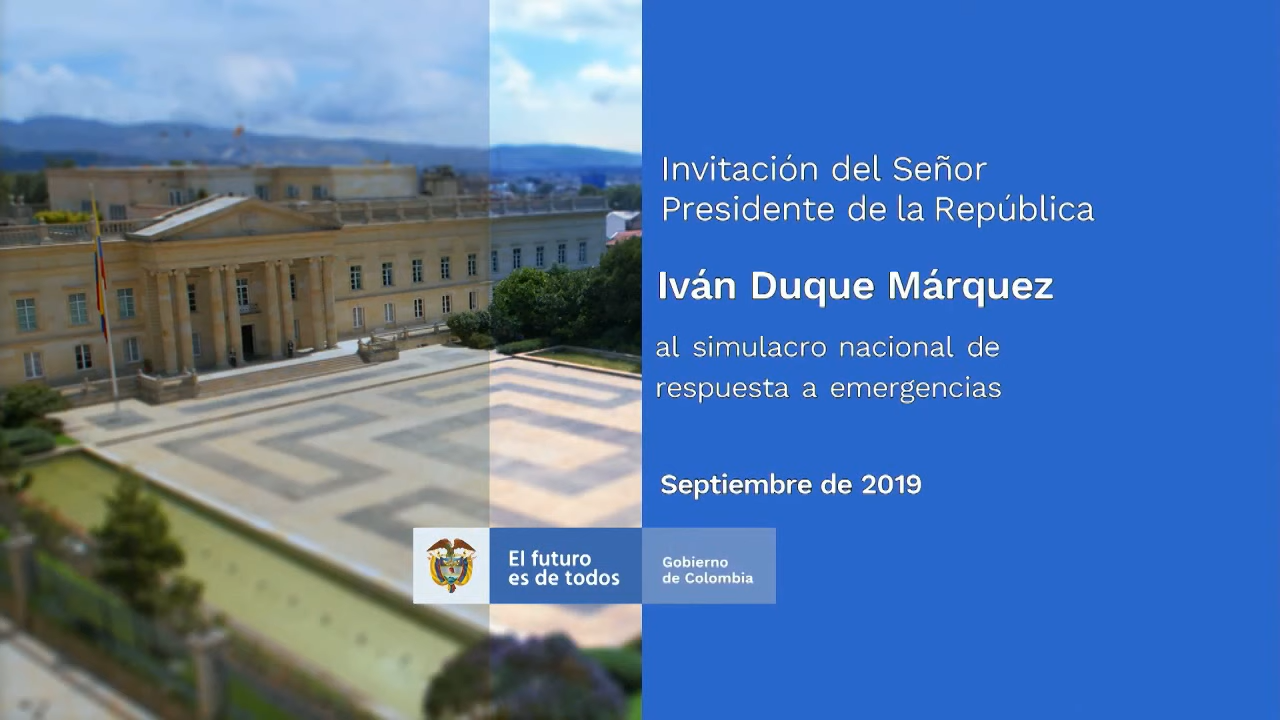 Invitación del Señor
Presidente de la República
Iván Duque Márquez
al simulacro nacional de
respuesta a emergencias
Septiembre de 2019
El futuro
es de todos
Gobierno
de Colombia